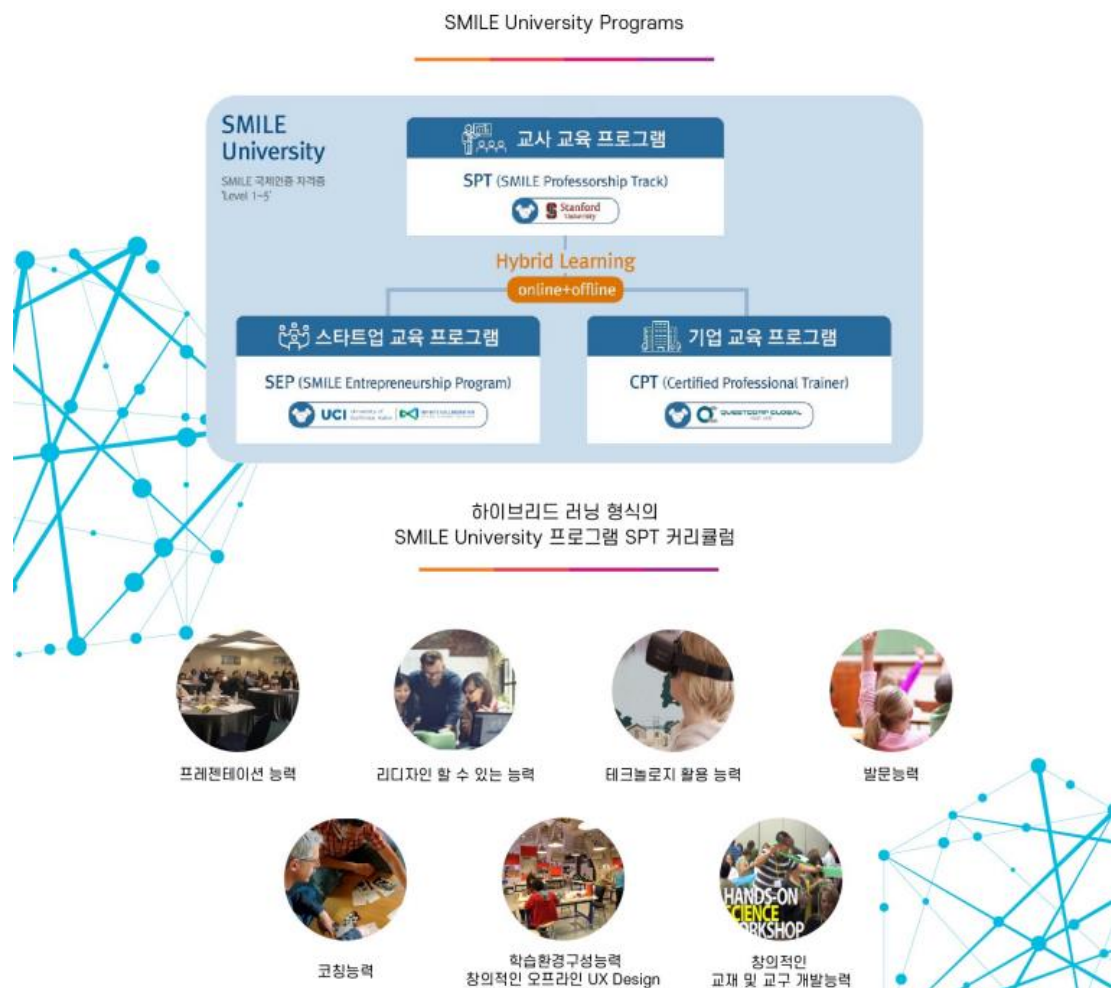 SMILE University Programs
SMILE
University
SMILE 국제인증 자격증
'Level 1~5'
교사 교육 프로그램
SPT (SMILE Professorship Track)
Stanford
University
Hybrid Learning
online+offline
스타트업 교육 프로그램
SEP (SMILE Entrepreneurship Program)
UCI
기업 교육 프로그램
CPT (Certified Professional Trainer)
QUESTCOMP GLOBAL
하이브리드 러닝 형식의
SMILE University 프로그램 SPT 커리큘럼
프레젠테이션 능력
리디자인 할 수 있는 능력
테크놀로지 활용 능력
발문능력
HANDS-ON
SCIENCE
WORKSHOP
코칭능력
학습환경구성능력
창의적인 오프라인 UX Design
창의적인
교재 및 교구 개발능력